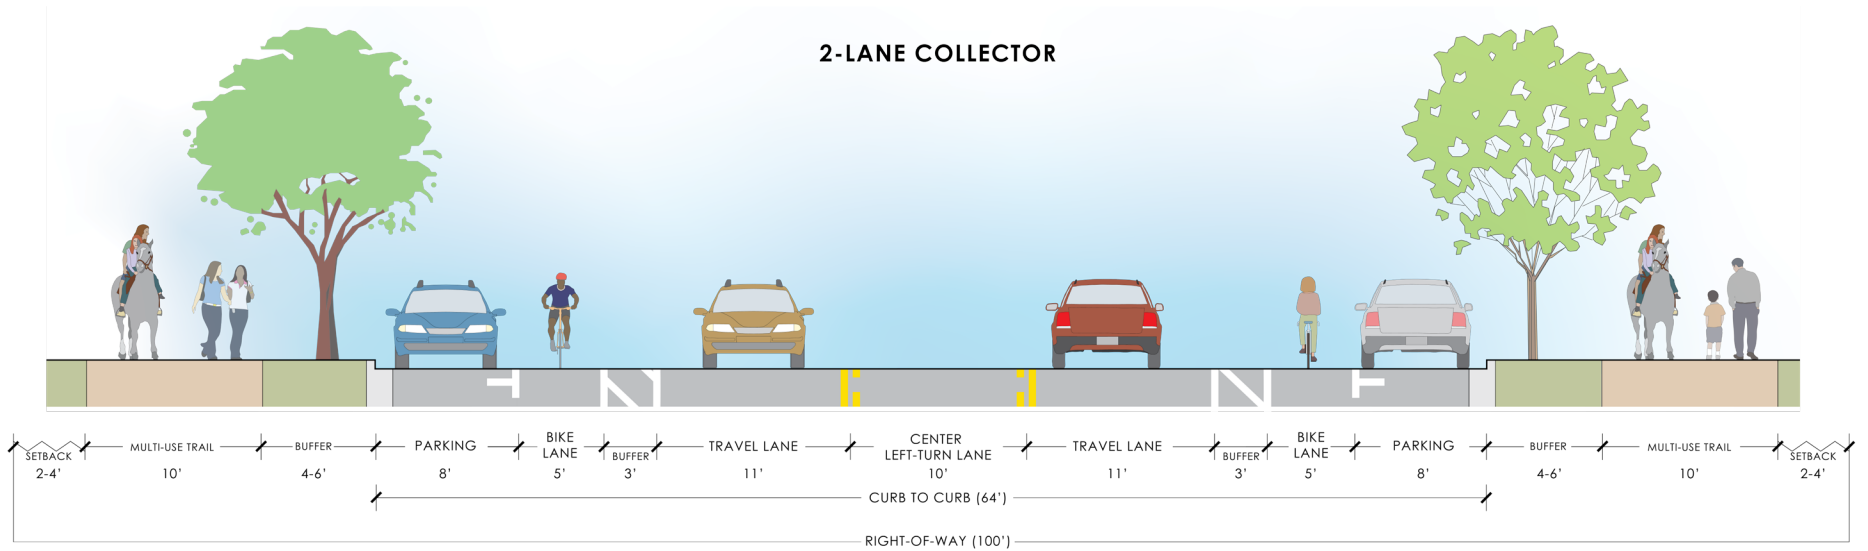 2-LANE COLLECTOR
SETBACK
2-4'
MULTI-USE TRAIL
10'
BUFFER
4-6'
PARKING
8'
BIKE
LANE
5'
BUFFER
3'
TRAVEL LANE
11'
CENTER
LEFT-TURN LANE
10'
TRAVEL LANE
11'
BUFFER
3'
BIKE
LANE
5'
PARKING
8'
BUFFER
4-6'
MULTI-USE TRAIL
10'
SETBACK
2-4'
CURB TO CURB (64')
RIGHT-OF-WAY (100')